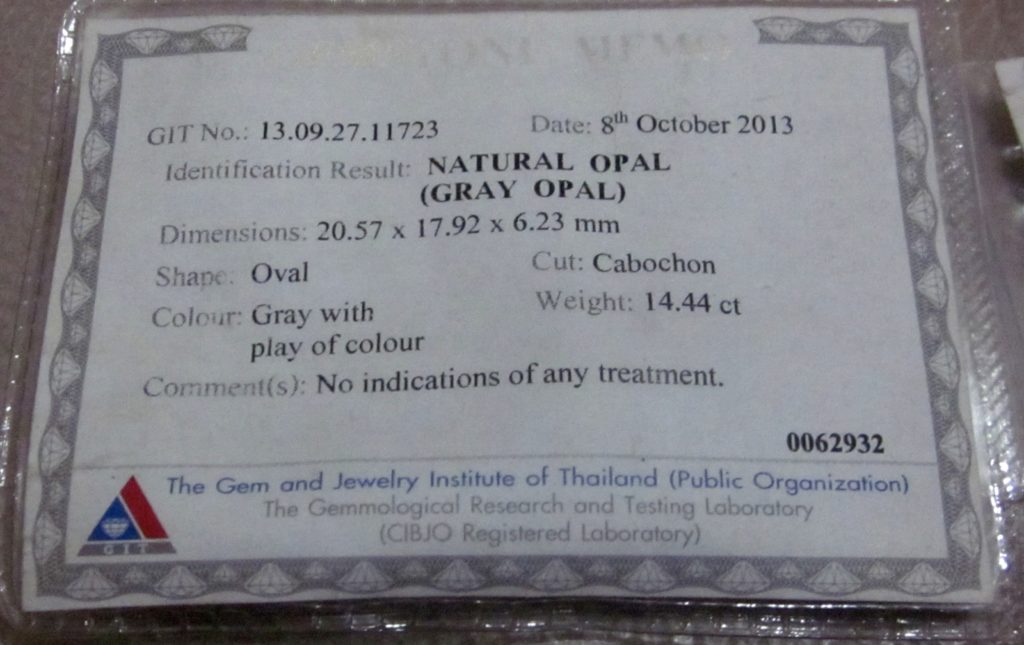 MEMO
GIT No.: 13.09.27.11723 Date: 8th October 2013
Identification Result: NATURAL OPAL
(GRAY OPAL)
Dimensions: 20.57 x 17.92 x 6.23 mm
Shape: Oval Cut: Cabochon
Colour: Gray with Weight: 14.44 ct
play of colour
Comment(s): No indications of any treatment.
0062932
The Gem and Jewelry Institute of Thailand (Public Organization)
The Gemmological Research and Testing Laboratory
(CIBJO Registered Laboratory)
GIT